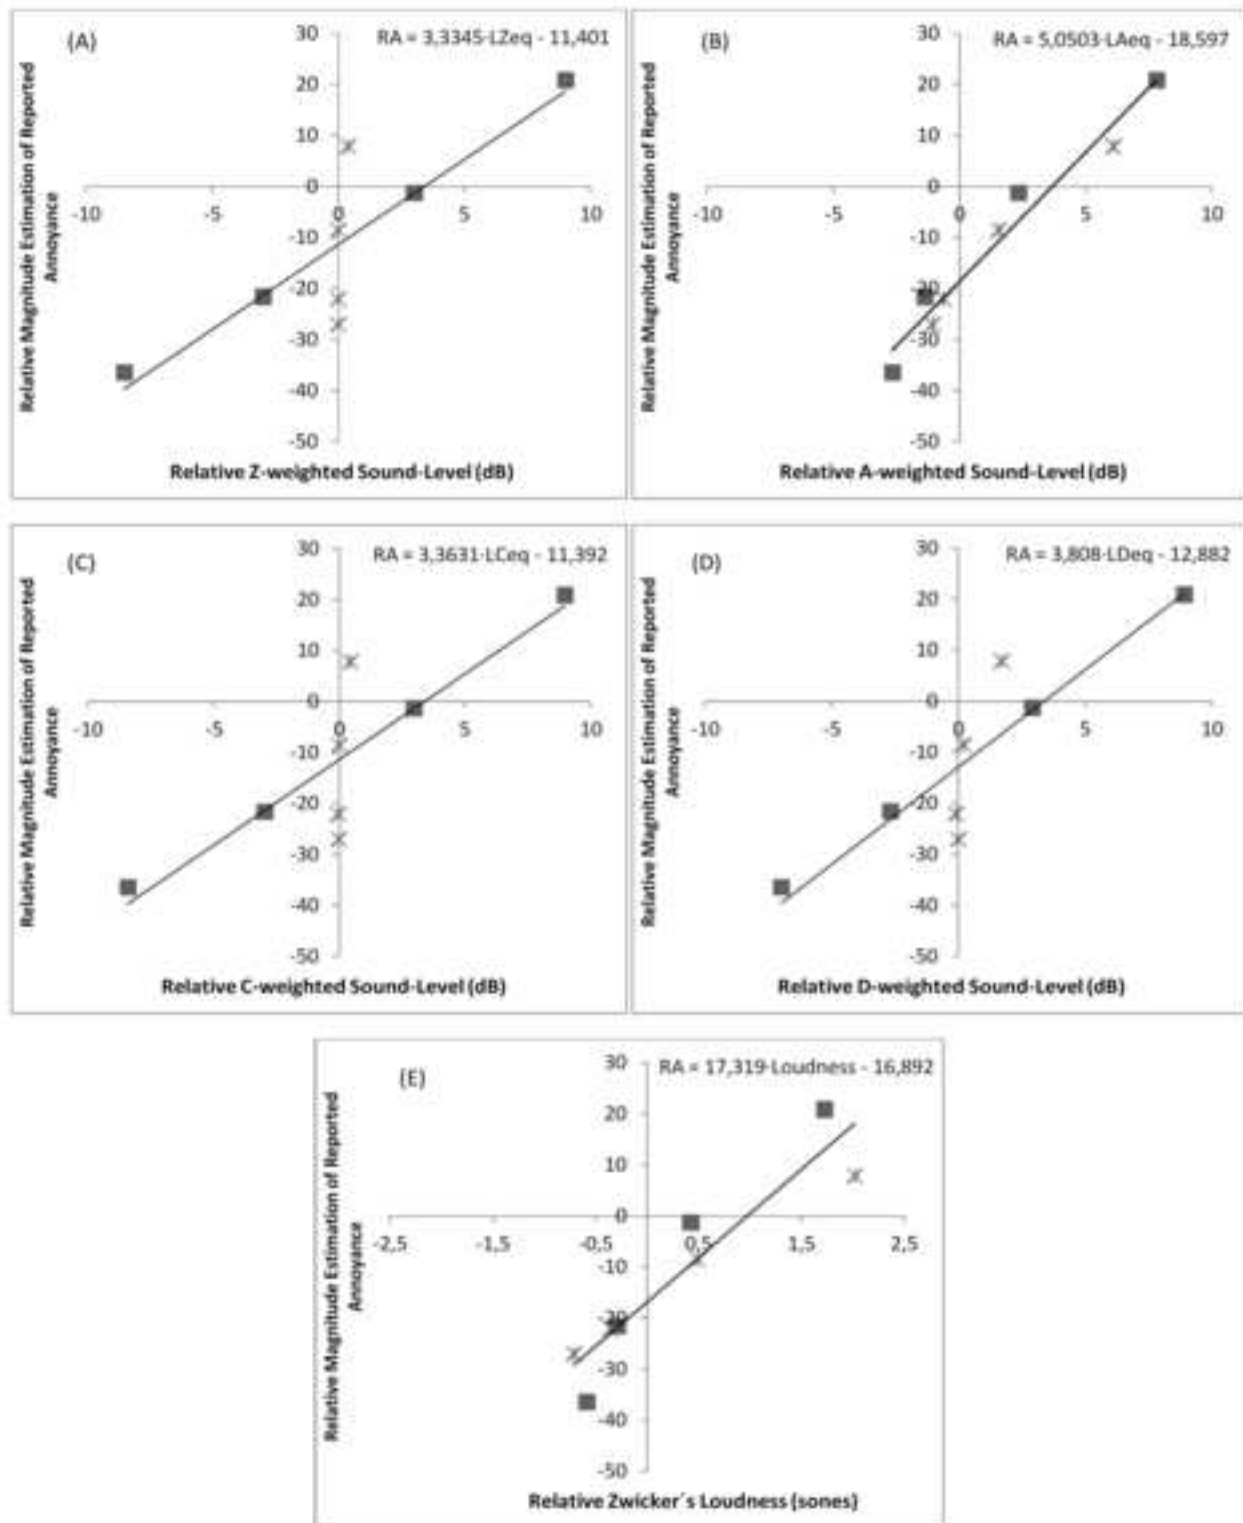 (A)
RA = 3,3345·LZeq - 11,401
30
20
10
0
-10
-20
-30
-40
-50
-10
-5
0
5
10
Relative Magnitude Estimation of Reported
Annoyance
Relative Z-weighted Sound-Level (dB)
(B)
RA = 5,0503·LAeq - 18,597
30
20
10
0
-10
-20
-30
-40
-50
-10
-5
0
5
10
Relative Magnitude Estimation of Reported
Annoyance
Relative A-weighted Sound-Level (dB)
(C)
RA = 3,3631·LCeq - 11,392
30
20
10
0
-10
-20
-30
-40
-50
-10
-5
0
5
10
Relative Magnitude Estimation of Reported
Annoyance
Relative C-weighted Sound-Level (dB)
(D)
RA = 3,808·LDeq - 12,882
30
20
10
0
-10
-20
-30
-40
-50
-10
-5
0
5
10
Relative Magnitude Estimation of Reported
Annoyance
Relative D-weighted Sound-Level (dB)
(E)
RA = 17,319·Loudness - 16,892
30
20
10
0
-10
-20
-30
-40
-50
-2,5
-1,5
-0,5
0,5
1,5
2,5
Relative Magnitude Estimation of Reported
Annoyance
Relative Zwicker´s Loudness (sones)